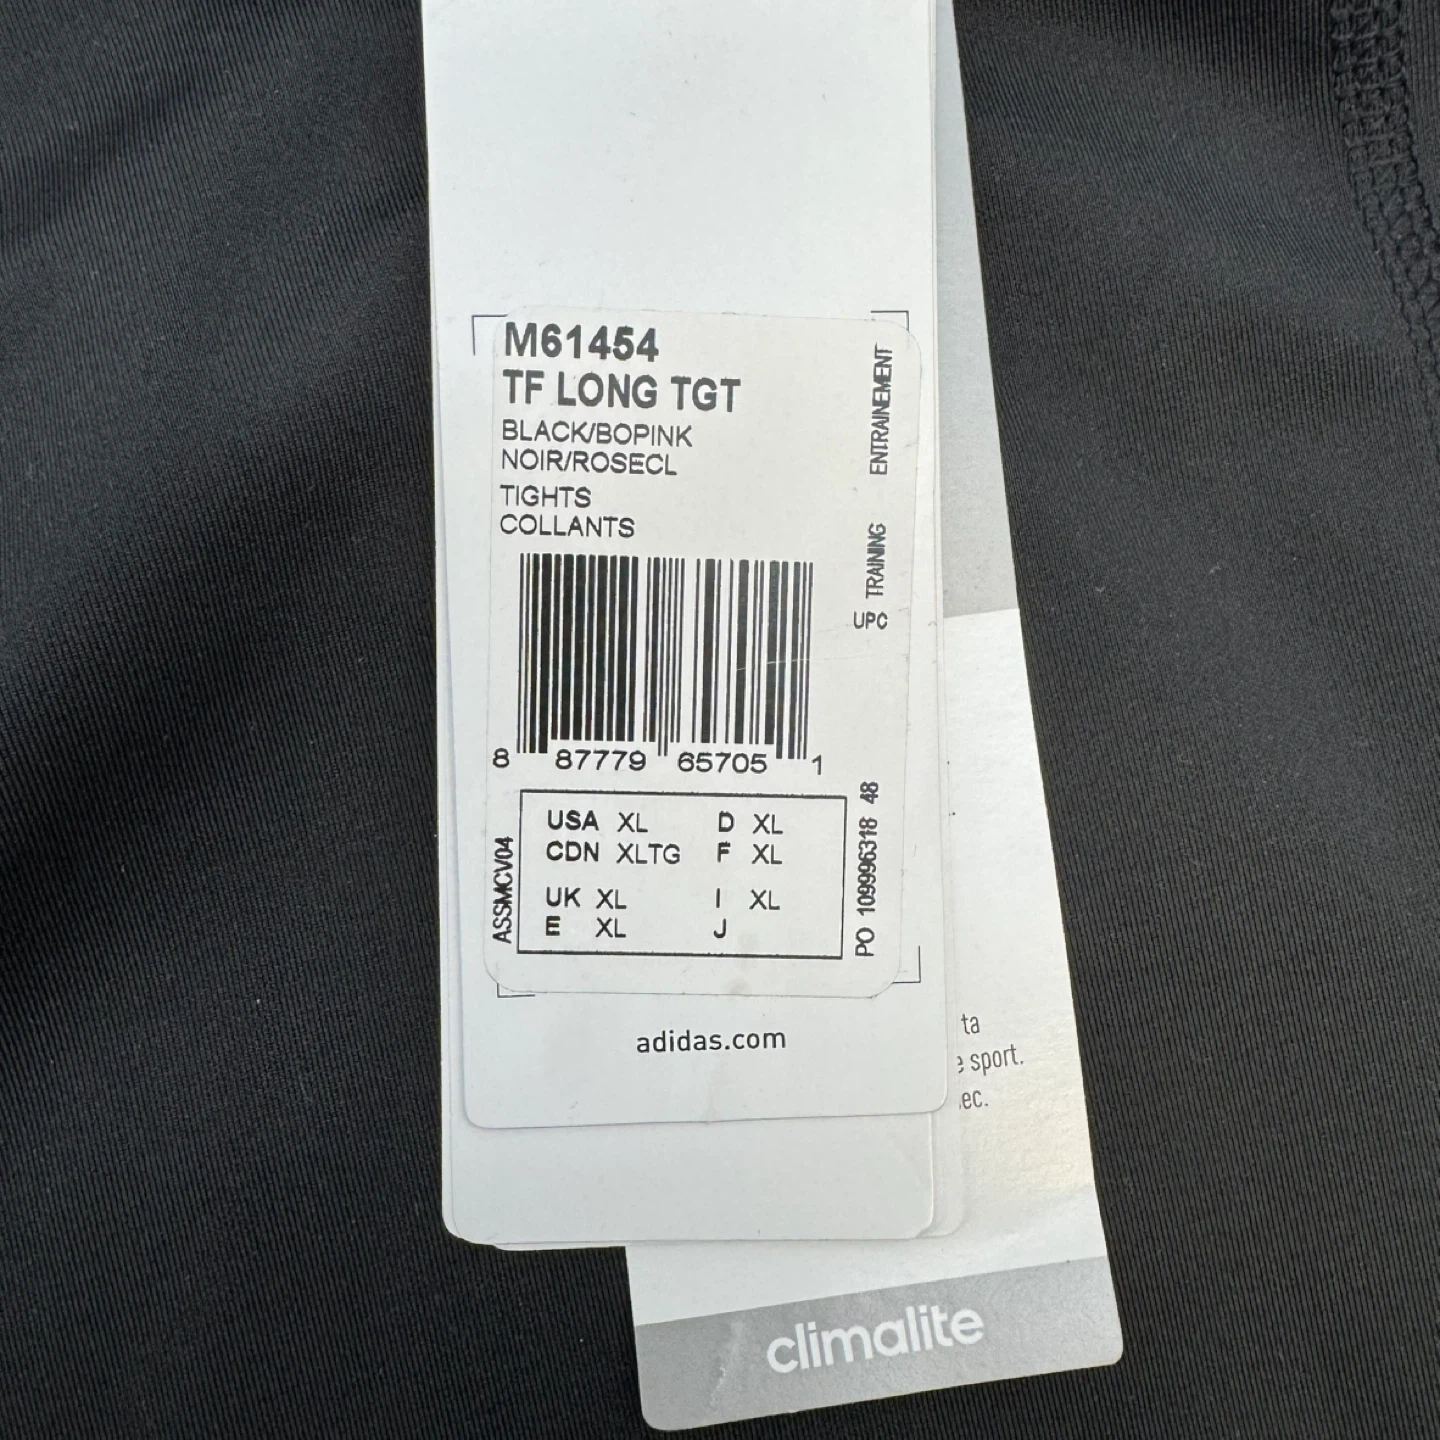 M61454
TF LONG TGT
BLACK/BOPINK
NOIR/ROSECL
TIGHTS
COLLANTS
TRAINING ENTRAINEMENT
UPC
8 87779 65705 1
USA XL D XL
CDN XLTG F XL
UK XL I XL
E XL J
ASSMCV04
PO 109996318 48
adidas.com
ta
sport.
ec.
climalite